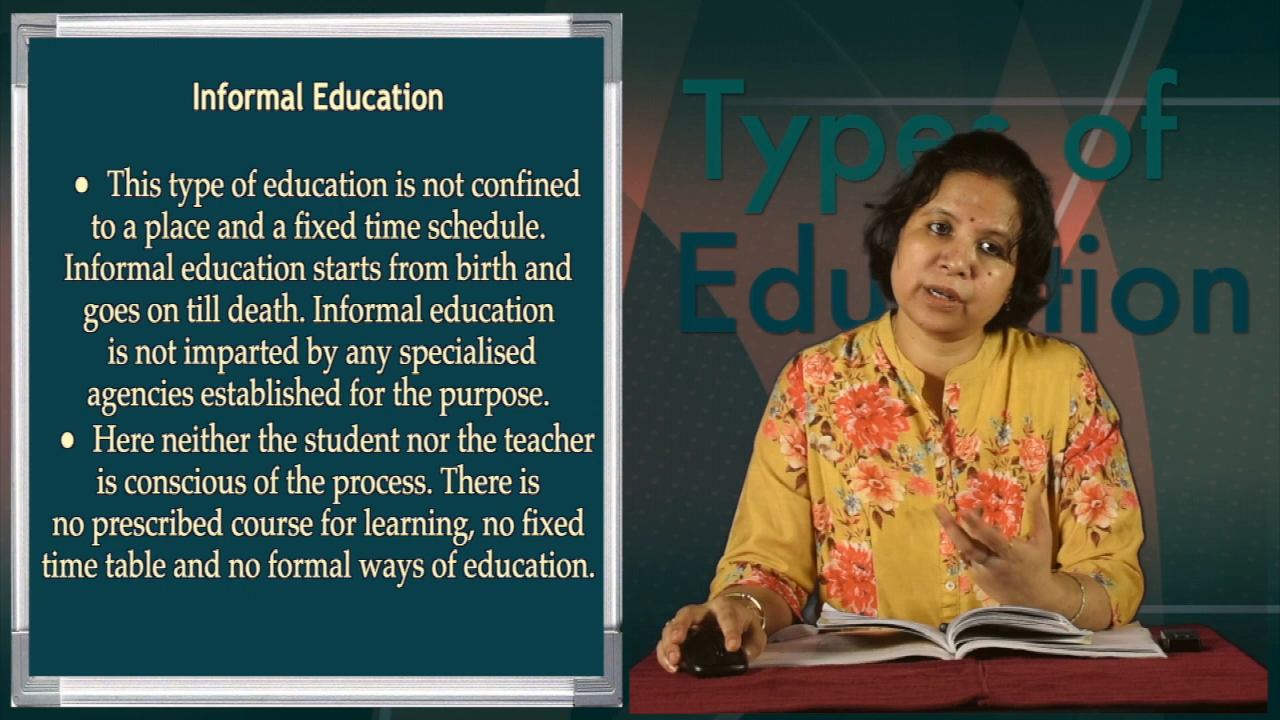 Informal Education
• This type of education is not confined
to a place and a fixed time schedule.
Informal education starts from birth and
goes on till death. Informal education
is not imparted by any specialised
agencies established for the purpose.
• Here neither the student nor the teacher
is conscious of the process. There is
no prescribed course for learning, no fixed
time table and no formal ways of education.
Types of
Education